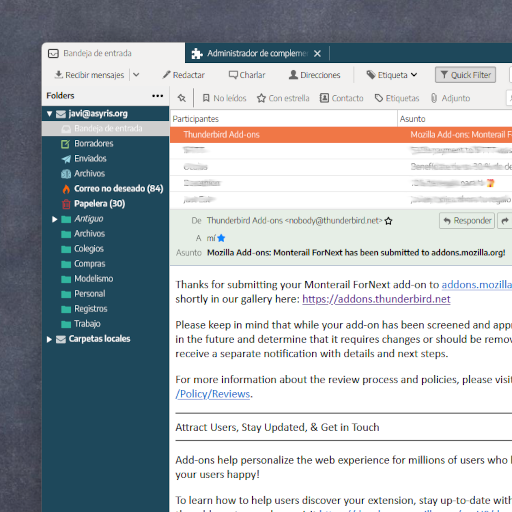 Bandeja de entrada
Administrador de compleme
Recibir mensajes
Redactar
Charlar
Direcciones
Etiqueta
Quick Filter
Folders
No leídos
Con estrella
Contacto
Etiquetas
Adjunto
javi@asyris.org
Bandeja de entrada
Borradores
Enviados
Archivos
Correo no deseado (84)
Papelera (30)
Antiguo
Archivos
Colegios
Compras
Modelismo
Personal
Registros
Trabajo
Carpetas locales
Participantes
Asunto
Thunderbird Add-ons
Mozilla Add-ons: Monterail F
De Thunderbird Add-ons <nobody@thunderbird.net>
Responder
A mí
Asunto Mozilla Add-ons: Monterail ForNext has been submitted to addons.mozilla.org!
Thanks for submitting your Monterail ForNext add-on to addons.mozilla
shortly in our gallery here: https://addons.thunderbird.net
Please keep in mind that while your add-on has been screened and appr
in the future and determine that it requires changes or should be remov
receive a separate notification with details and next steps.
For more information about the review process and policies, please visit
/Policy/Reviews.
Attract Users, Stay Updated, & Get in Touch
Add-ons help personalize the web experience for millions of users who
your users happy!
To learn how to help users discover your extension, stay up-to-date with